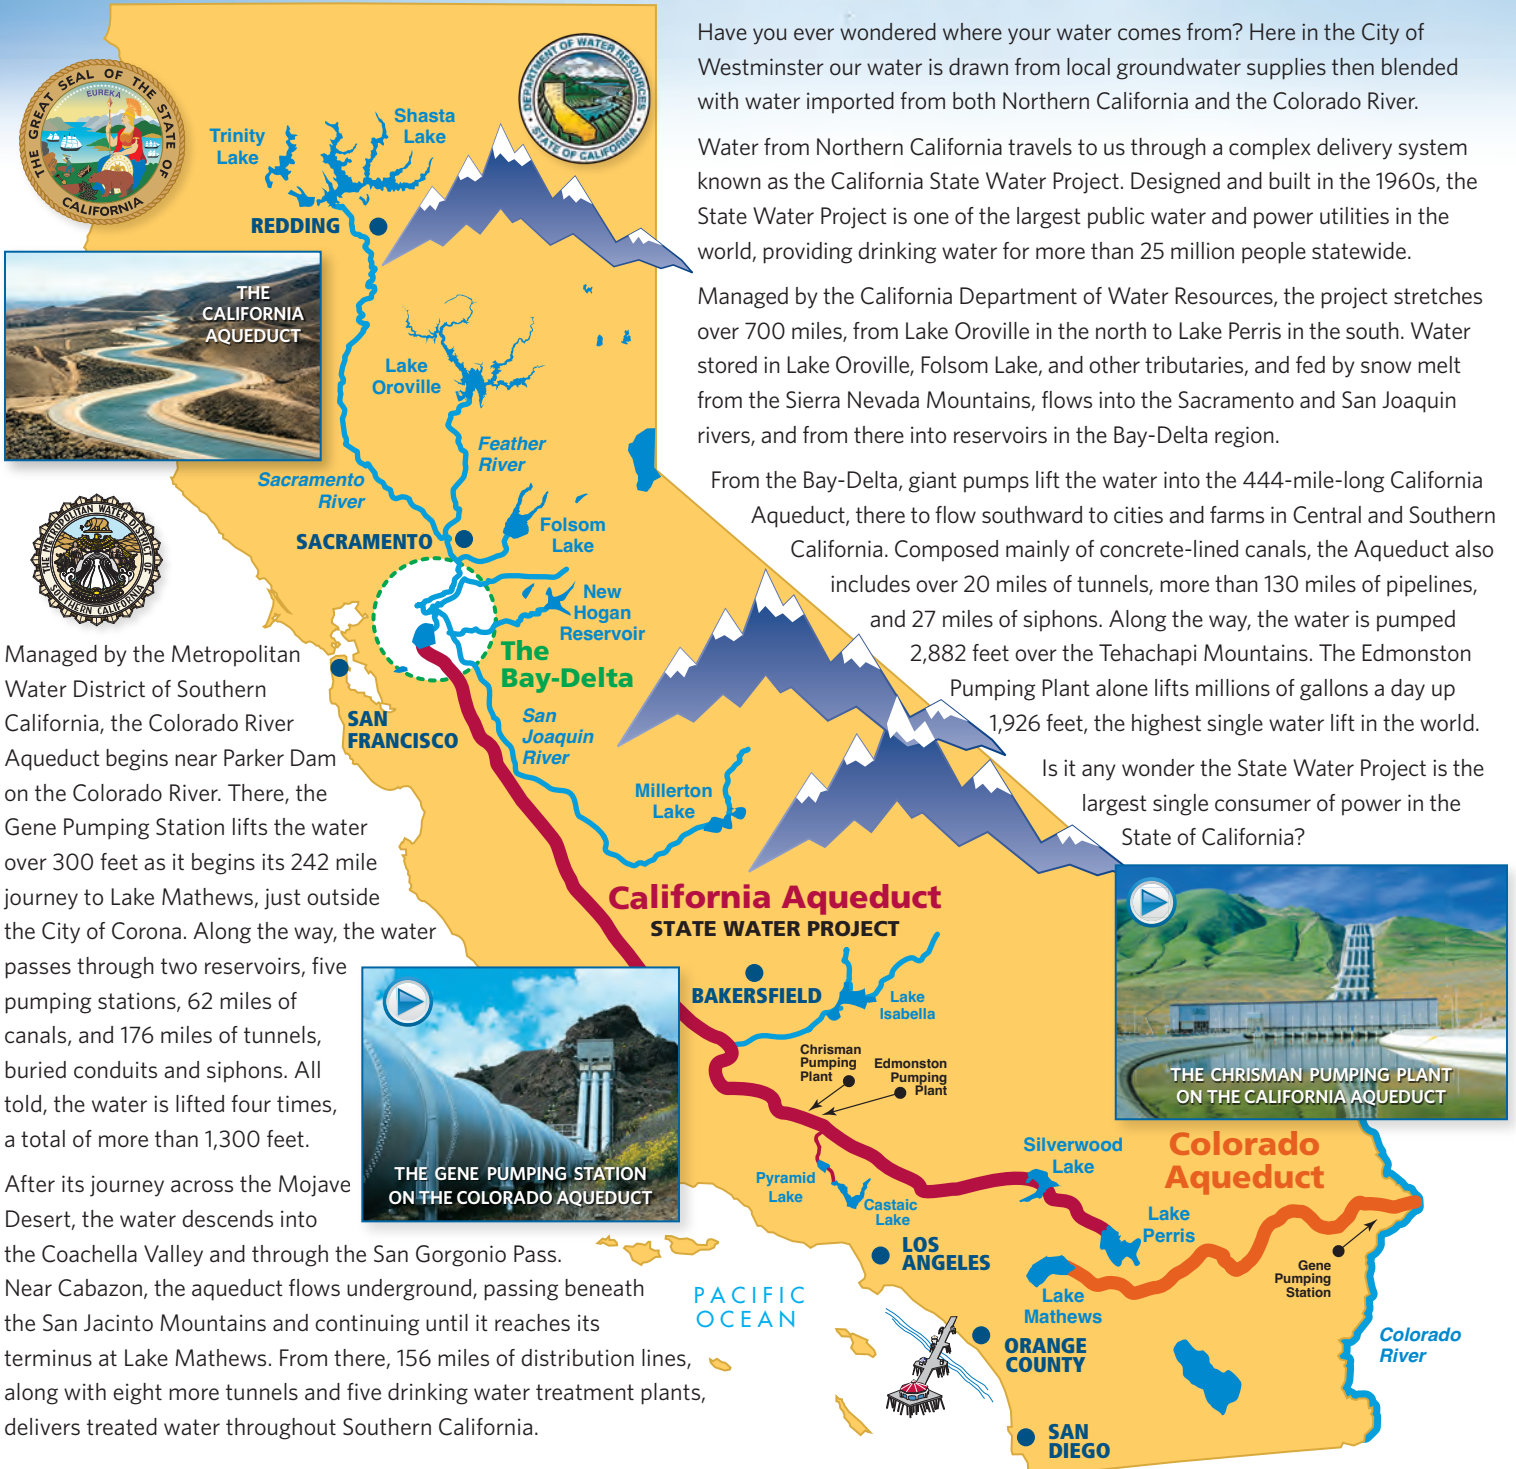 Have you ever wondered where your water comes from? Here in the City of
Westminster our water is drawn from local groundwater supplies then blended
with water imported from both Northern California and the Colorado River.
Water from Northern California travels to us through a complex delivery system
known as the California State Water Project. Designed and built in the 1960s, the
State Water Project is one of the largest public water and power utilities in the
world, providing drinking water for more than 25 million people statewide.
Managed by the California Department of Water Resources, the project stretches
over 700 miles, from Lake Oroville in the north to Lake Perris in the south. Water
stored in Lake Oroville, Folsom Lake, and other tributaries, and fed by snow melt
from the Sierra Nevada Mountains, flows into the Sacramento and San Joaquin
rivers, and from there into reservoirs in the Bay-Delta region.
From the Bay-Delta, giant pumps lift the water into the 444-mile-long California
Aqueduct, there to flow southward to cities and farms in Central and Southern
California. Composed mainly of concrete-lined canals, the Aqueduct also
includes over 20 miles of tunnels, more than 130 miles of pipelines,
and 27 miles of siphons. Along the way, the water is pumped
2,882 feet over the Tehachapi Mountains. The Edmonston
Pumping Plant alone lifts millions of gallons a day up
1,926 feet, the highest single water lift in the world.
Is it any wonder the State Water Project is the
largest single consumer of power in the
State of California?
THE GREAT SEAL OF THE STATE OF CALIFORNIA
EUREKA
DEPARTMENT OF WATER RESOURCES
STATE OF CALIFORNIA
Trinity
Lake
Shasta
Lake
REDDING
THE
CALIFORNIA
AQUEDUCT
Lake
Oroville
Feather
River
Sacramento
River
SACRAMENTO
Folsom
Lake
New
Hogan
Reservoir
The
Bay-Delta
THE METROPOLITAN WATER DISTRICT OF
SOUTHERN CALIFORNIA
SAN
FRANCISCO
San
Joaquin
River
Millerton
Lake
Managed by the Metropolitan
Water District of Southern
California, the Colorado River
Aqueduct begins near Parker Dam
on the Colorado River. There, the
Gene Pumping Station lifts the water
over 300 feet as it begins its 242 mile
journey to Lake Mathews, just outside
the City of Corona. Along the way, the water
passes through two reservoirs, five
pumping stations, 62 miles of
canals, and 176 miles of tunnels,
buried conduits and siphons. All
told, the water is lifted four times,
a total of more than 1,300 feet.
After its journey across the Mojave
Desert, the water descends into
the Coachella Valley and through the San Gorgonio Pass.
Near Cabazon, the aqueduct flows underground, passing beneath
the San Jacinto Mountains and continuing until it reaches its
terminus at Lake Mathews. From there, 156 miles of distribution lines,
along with eight more tunnels and five drinking water treatment plants,
delivers treated water throughout Southern California.
California Aqueduct
STATE WATER PROJECT
BAKERSFIELD
Lake
Isabella
Chrisman
Pumping
Plant
Edmonston
Pumping
Plant
THE GENE PUMPING STATION
ON THE COLORADO AQUEDUCT
THE CHRISMAN PUMPING PLANT
ON THE CALIFORNIA AQUEDUCT
Pyramid
Lake
Castaic
Lake
Silverwood
Lake
Colorado
Aqueduct
Lake
Perris
LOS
ANGELES
Gene
Pumping
Station
Lake
Mathews
PACIFIC
OCEAN
ORANGE
COUNTY
Colorado
River
SAN
DIEGO